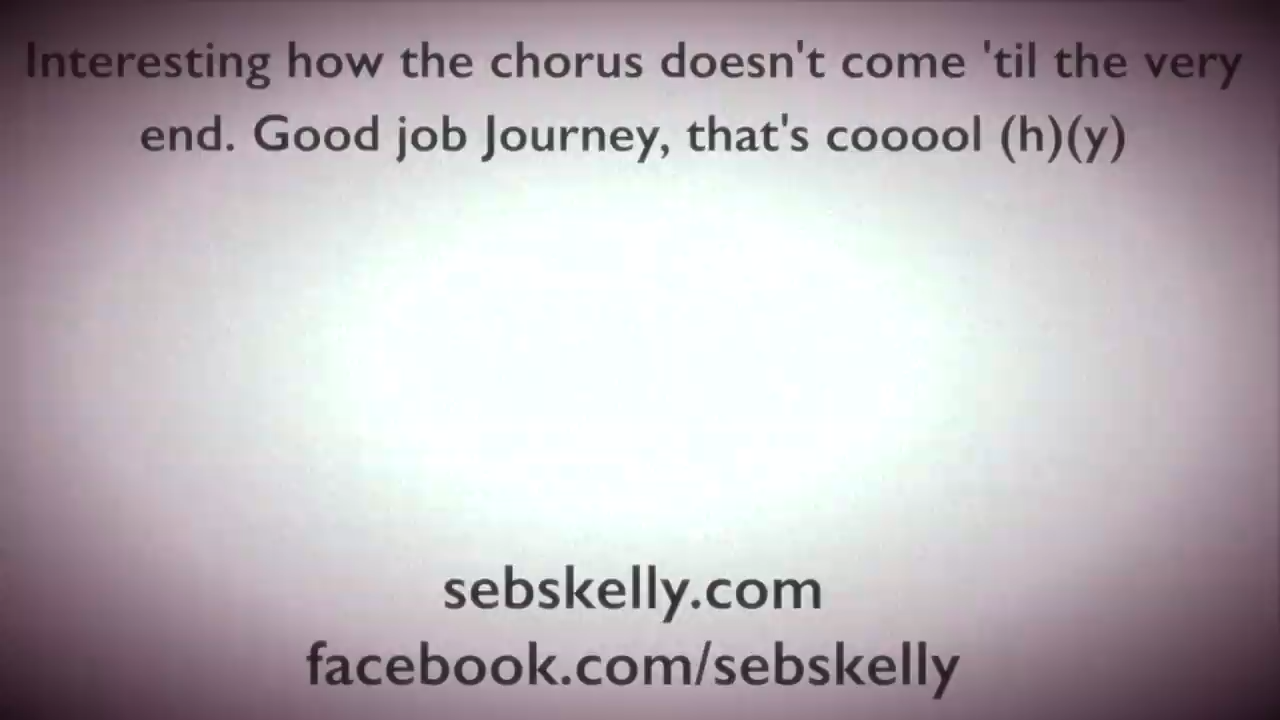 Interesting how the chorus doesn't come 'til the very
end. Good job Journey, that's cooool (h)(y)
sebskelly.com
facebook.com/sebskelly